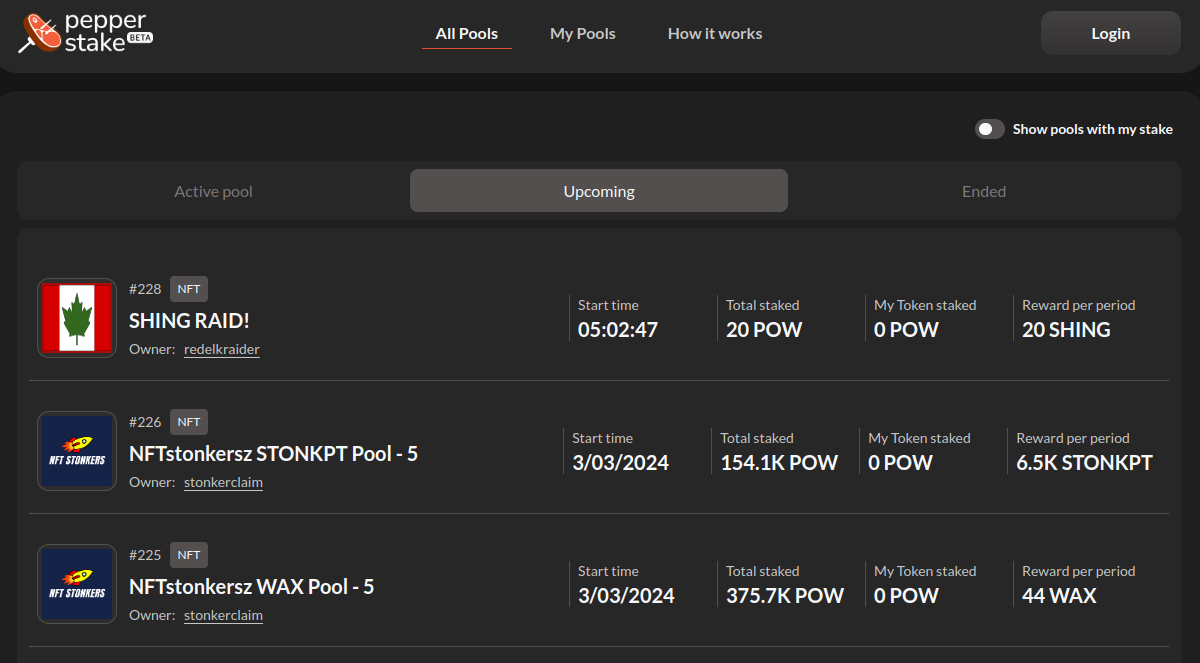 pepper
stake BETA
All Pools My Pools How it works Login
Show pools with my stake
Active pool Upcoming Ended
#228 NFT
SHING RAID!
Owner: redelkraider
Start time Total staked My Token staked Reward per period
05:02:47 20 POW 0 POW 20 SHING
#226 NFT
NFTstonkersz STONKPT Pool - 5
Owner: stonkerclaim
Start time Total staked My Token staked Reward per period
3/03/2024 154.1K POW 0 POW 6.5K STONKPT
NFT STONKERS
#225 NFT
NFTstonkersz WAX Pool - 5
Owner: stonkerclaim
Start time Total staked My Token staked Reward per period
3/03/2024 375.7K POW 0 POW 44 WAX
NFT STONKERS